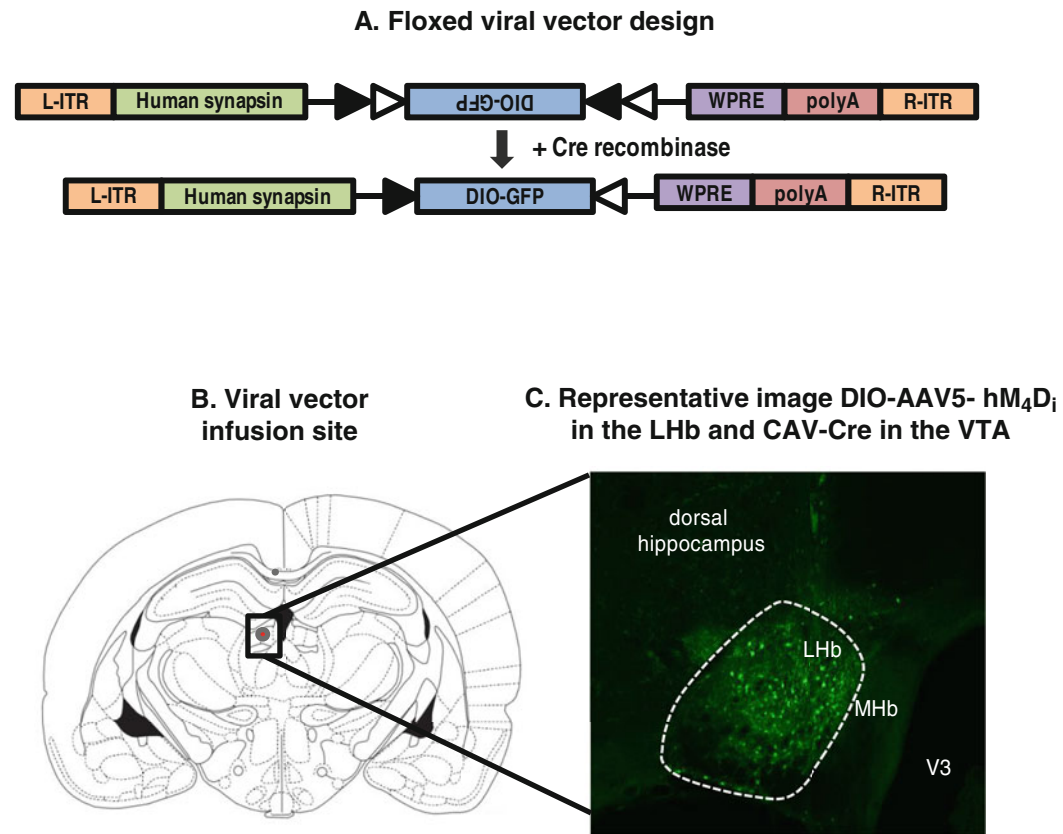 A. Floxed viral vector design
L-ITR Human synapsin DIO-GFP WPRE polyA R-ITR
+ Cre recombinase
L-ITR Human synapsin DIO-GFP WPRE polyA R-ITR
B. Viral vector
infusion site
C. Representative image DIO-AAV5- hM₄Dᵢ
in the LHb and CAV-Cre in the VTA
dorsal
hippocampus
LHb
MHb
V3